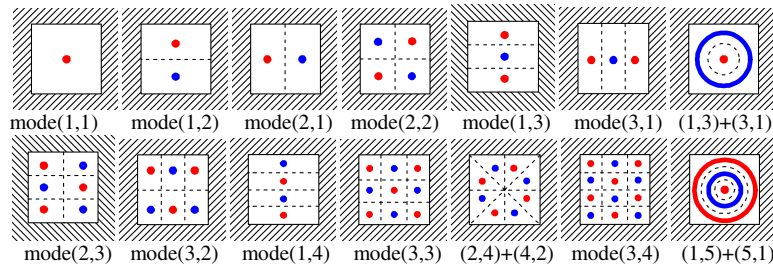 mode(1,1) mode(1,2) mode(2,1) mode(2,2) mode(1,3) mode(3,1) (1,3)+(3,1)
mode(2,3) mode(3,2) mode(1,4) mode(3,3) (2,4)+(4,2) mode(3,4) (1,5)+(5,1)